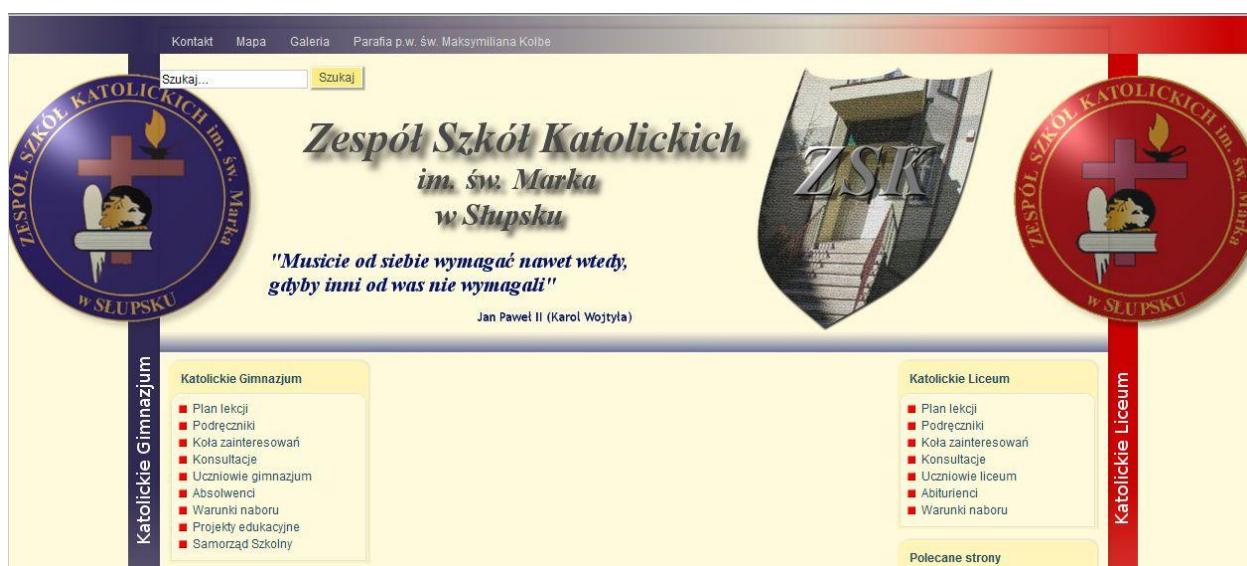 Kontakt Mapa Galeria Parafia p.w. św. Maksymiliana Kolbe
Szukaj... Szukaj
ZESPÓŁ SZKÓŁ KATOLICKICH im. św. Marka
W SŁUPSKU
Zespół Szkół Katolickich
im. św. Marka
w Słupsku
"Musicie od siebie wymagać nawet wtedy,
gdyby inni od was nie wymagali"
Jan Paweł II (Karol Wojtyła)
ZSK
ZESPÓŁ SZKÓŁ KATOLICKICH im. św. Marka
W SŁUPSKU
Katolickie Gimnazjum
Katolickie Gimnazjum
Plan lekcji
Podręczniki
Koła zainteresowań
Konsultacje
Uczniowie gimnazjum
Absolwenci
Warunki naboru
Projekty edukacyjne
Samorząd Szkolny
Katolickie Liceum
Plan lekcji
Podręczniki
Koła zainteresowań
Konsultacje
Uczniowie liceum
Abiturienci
Warunki naboru
Polecane strony
Katolickie Liceum